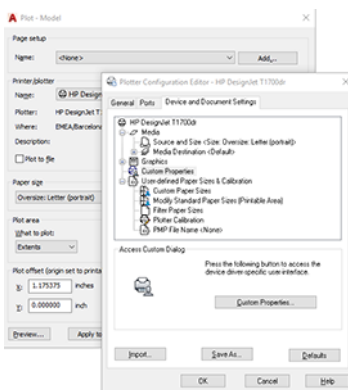 Plot - Model
Page setup
Name:
<None>
Add...
Printer/plotter
Name:
HP Design
Plotter:
HP DesignJet T1
Where:
EMEA/Barcelon
Description:
Plot to file
Paper size
Oversize: Letter (portrait)
Plot area
What to plot:
Extents
Plot offset (origin set to printa
X:
1.175375
inches
Y:
0.000000
inch
Preview...
Apply to
Plotter Configuration Editor - HP DesignJet T1700dr
General
Ports
Device and Document Settings
HP DesignJet T1700dr
Media
Source and Size <Size: Oversize: Letter (portrait)>
Media Destination <Default>
Graphics
Custom Properties
User-defined Paper Sizes & Calibration
Custom Paper Sizes
Modify Standard Paper Sizes (Printable Area)
Filter Paper Sizes
Plotter Calibration
PMP File Name <None>
Access Custom Dialog
Press the following button to access the
device driver-specific user-interface.
Custom Properties...
Import...
Save As...
Defaults
OK
Cancel
Help